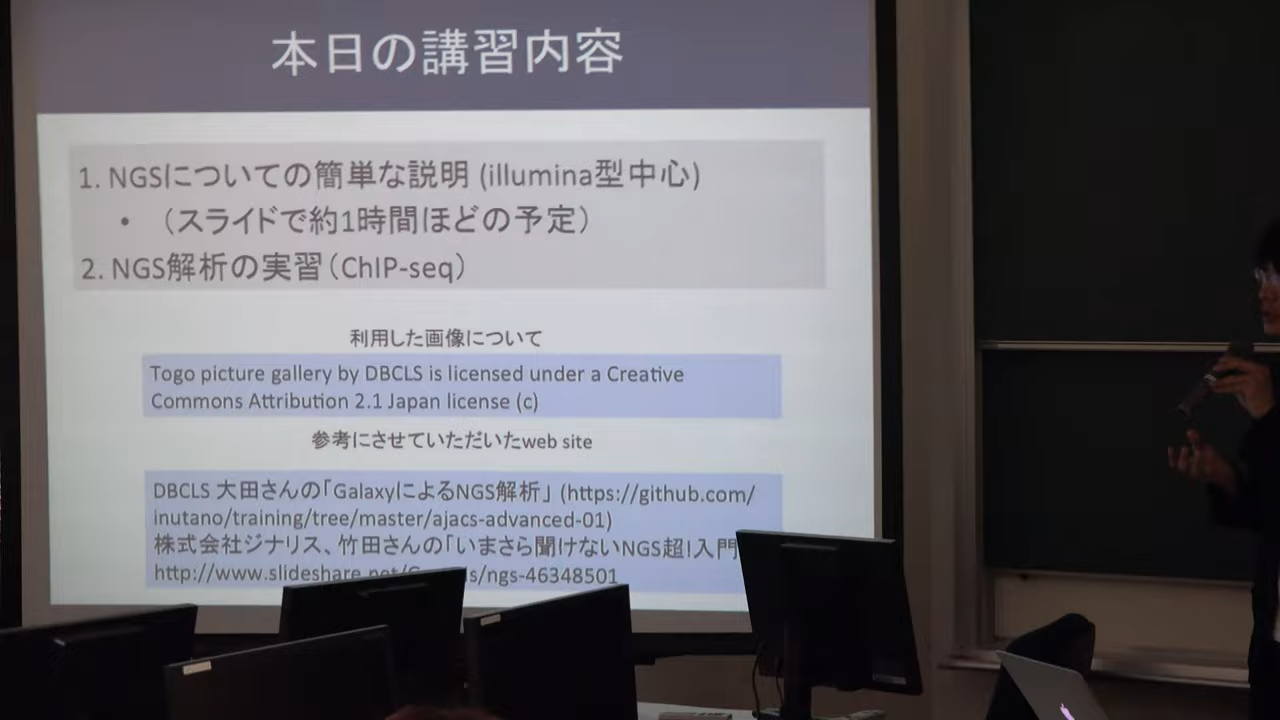 本日の講習内容
1. NGSについての簡単な説明 (illumina型中心)
• （スライドで約1時間ほどの予定）
2. NGS解析の実習（ChIP-seq）
利用した画像について
Togo picture gallery by DBCLS is licensed under a Creative
Commons Attribution 2.1 Japan license (c)
参考にさせていただいたweb site
DBCLS 大田さんの「GalaxyによるNGS解析」 (https://github.com/
inutano/training/tree/master/ajacs-advanced-01)
株式会社ジナリス、竹田さんの「いまさら聞けないNGS超!入門
http://www.slideshare.net/ /ngs-46348501